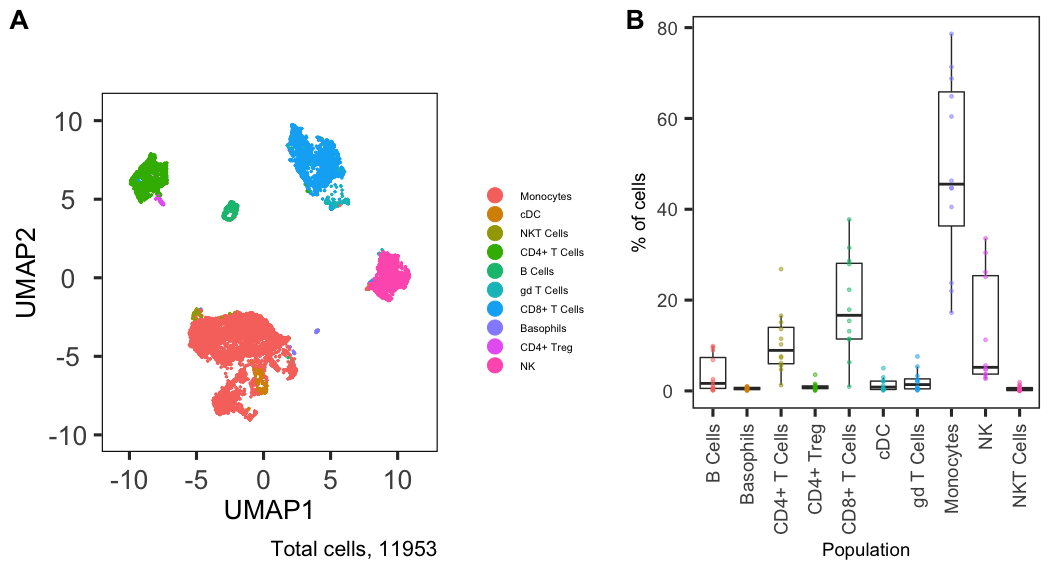 A
UMAP2
10
5
0
-5
-10
-10
-5
0
5
10
UMAP1
Total cells, 11953
Monocytes
cDC
NKT Cells
CD4+ T Cells
B Cells
gd T Cells
CD8+ T Cells
Basophils
CD4+ Treg
NK
B
% of cells
80
60
40
20
0
B Cells
Basophils
CD4+ T Cells
CD4+ Treg
CD8+ T Cells
cDC
gd T Cells
Monocytes
NK
NKT Cells
Population